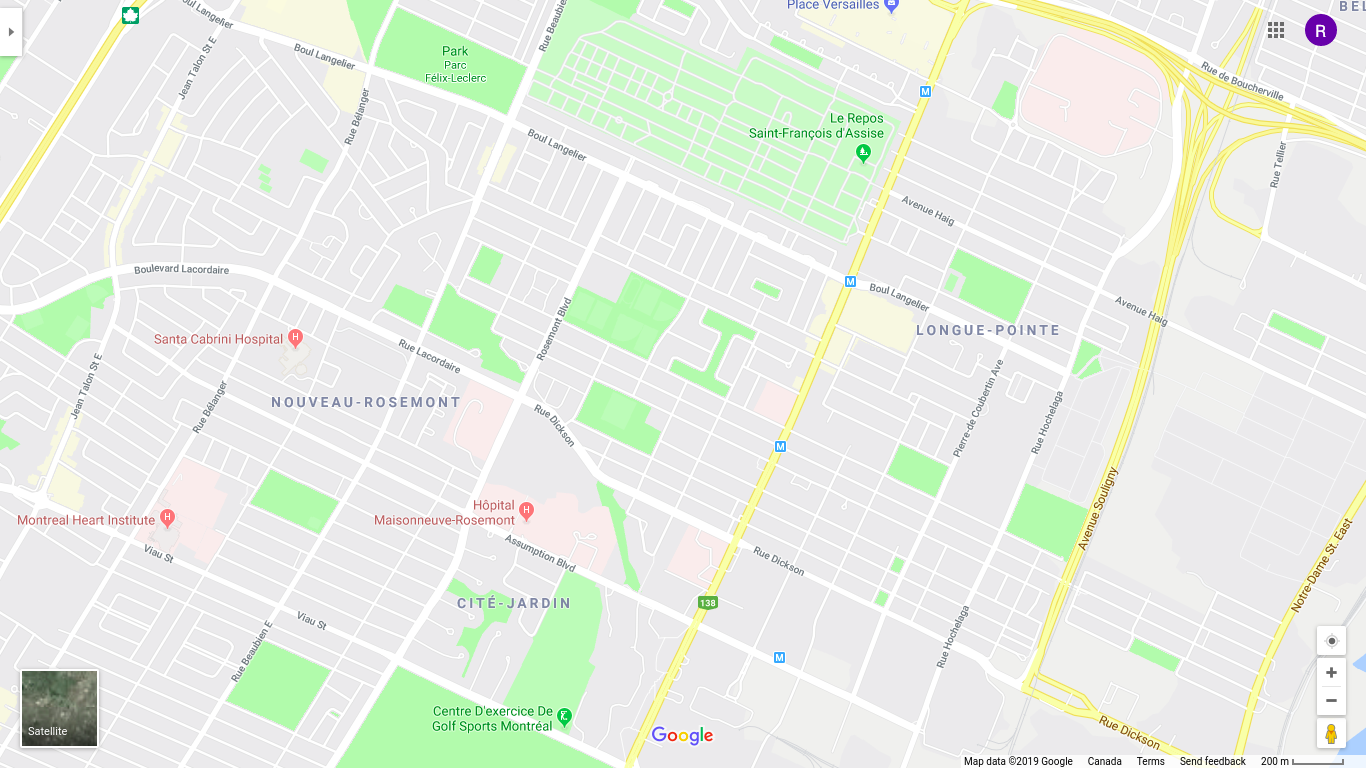 Boul Langelier
Rue Beaubien
Place Versailles
BEL
R
Park
Parc
Félix-Leclerc
Boul Langelier
Jean Talon St E
Rue de Boucherville
M
Rue Bélanger
Le Repos
Saint-François d'Assise
Boul Langelier
Rue Tellier
Avenue Haig
Boulevard Lacordaire
M
Boul Langelier
Avenue Haig
Santa Cabrini Hospital
H
Rue Lacordaire
Rosemont Blvd
LONGUE-POINTE
Jean Talon St E
Rue Bélanger
NOUVEAU-ROSEMONT
Rue Dickson
Pierre-de Coubertin Ave
Rue Hochelaga
M
Hôpital
Maisonneuve-Rosemont
H
Montreal Heart Institute
H
Avenue Souligny
Viau St
Assumption Blvd
Rue Dickson
Notre-Dame St. East
CITÉ-JARDIN
138
Viau St
Rue Beaubien E
Rue Hochelaga
M
Centre D'exercice De
Golf Sports Montréal
Satellite
Google
Rue Dickson
Map data ©2019 Google
Canada
Terms
Send feedback
200 m